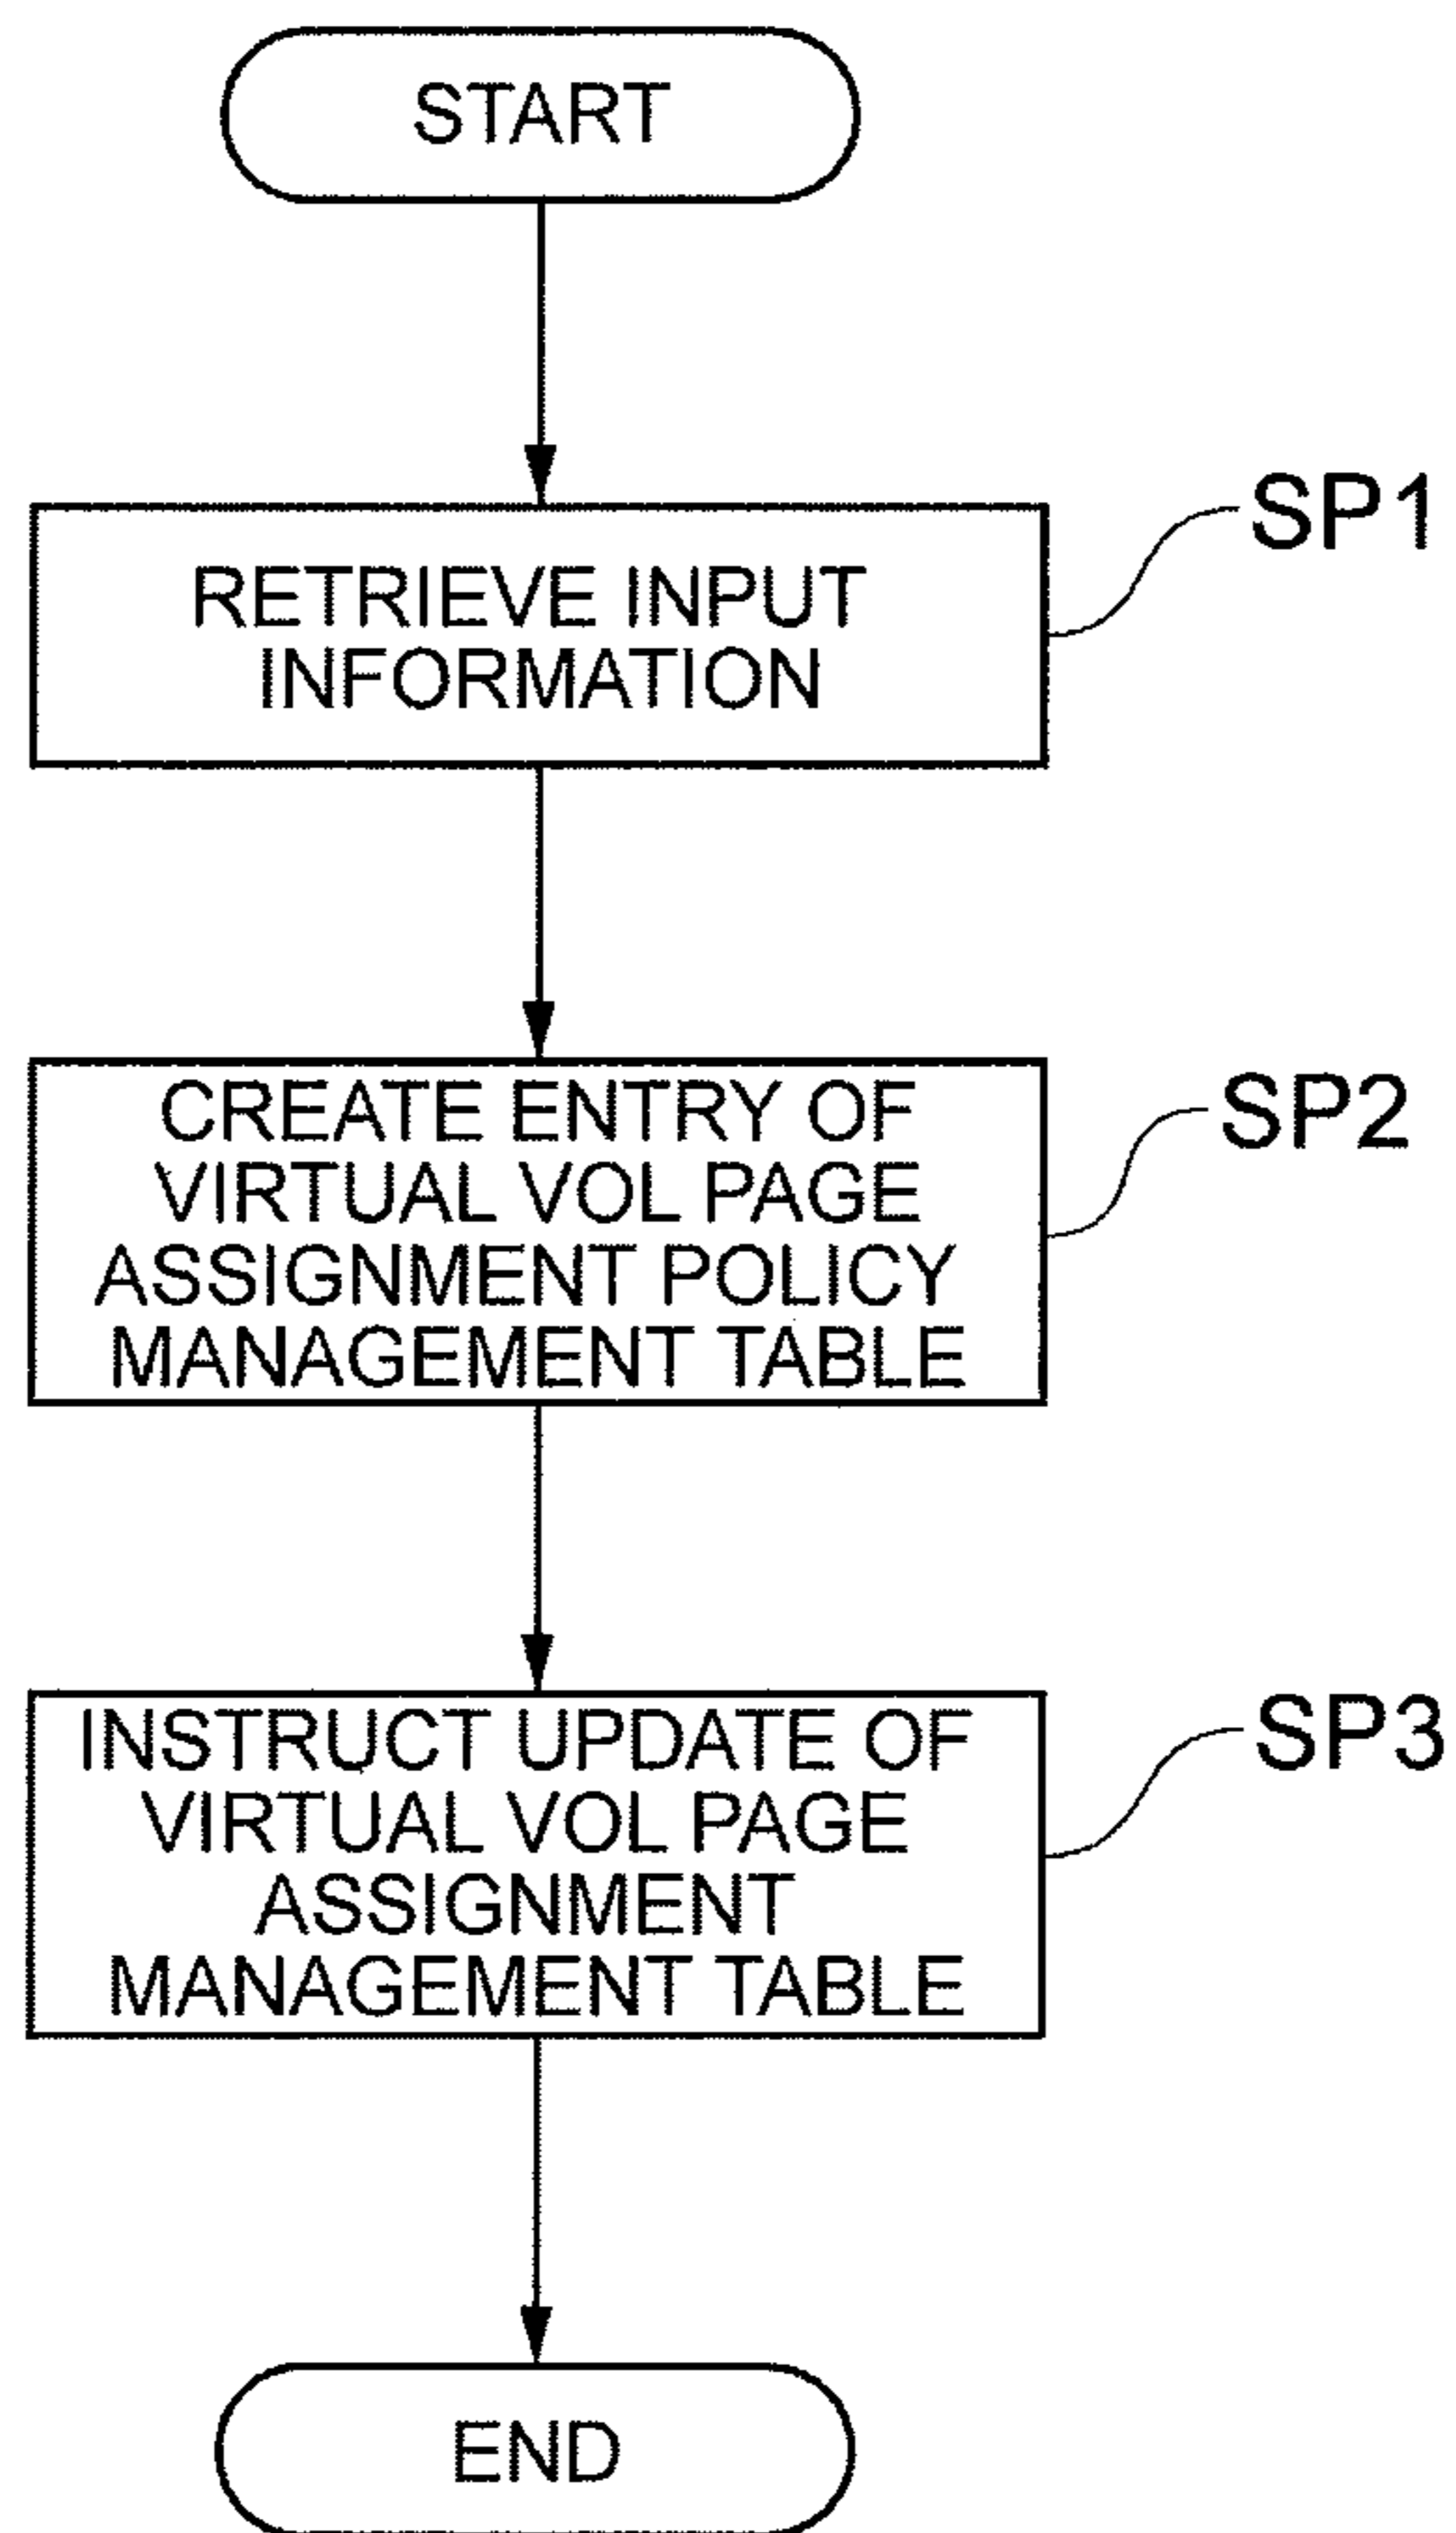 START
SP1
RETRIEVE INPUT
INFORMATION
SP2
CREATE ENTRY OF
VIRTUAL VOL PAGE
ASSIGNMENT POLICY
MANAGEMENT TABLE
SP3
INSTRUCT UPDATE OF
VIRTUAL VOL PAGE
ASSIGNMENT
MANAGEMENT TABLE
END